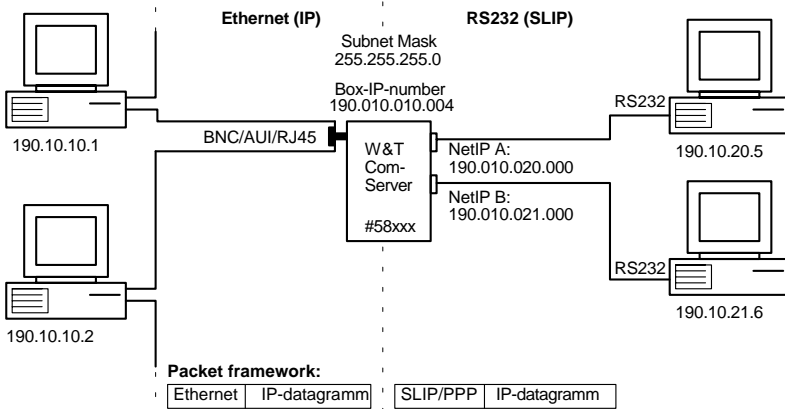 Ethernet (IP)
RS232 (SLIP)
Subnet Mask
255.255.255.0
Box-IP-number
190.010.010.004
190.10.10.1
BNC/AUI/RJ45
W&T
Com-
Server
#58xxx
NetIP A:
190.010.020.000
NetIP B:
190.010.021.000
RS232
190.10.20.5
RS232
190.10.21.6
190.10.10.2
Packet framework:
Ethernet
IP-datagramm
SLIP/PPP
IP-datagramm